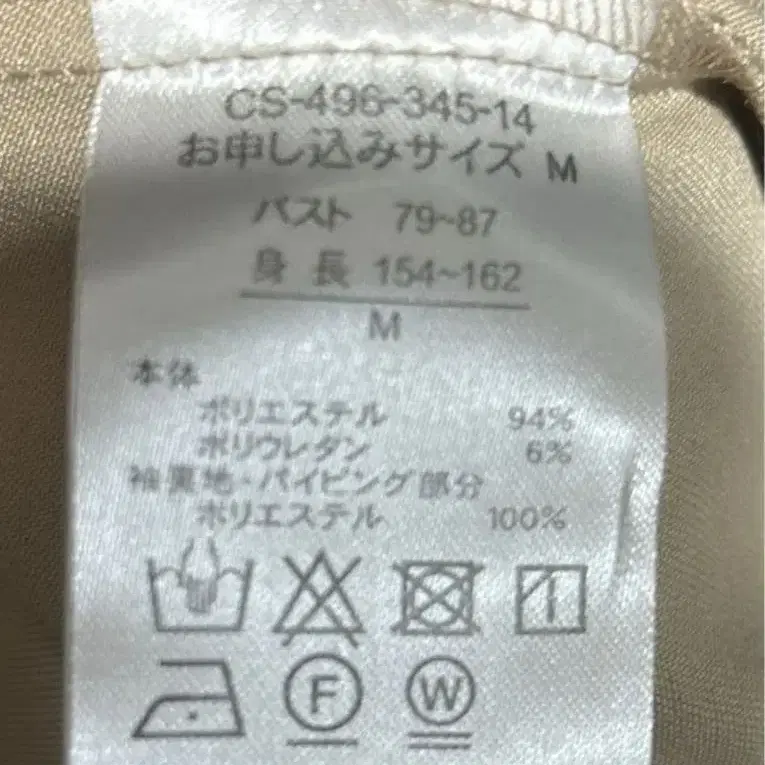 CS-496-345-14
お申し込みサイズ M
バスト 79~87
身長 154~162
M
本体
ポリエステル 94%
ポリウレタン 6%
袖裏地・パイピング部分
ポリエステル 100%
F W